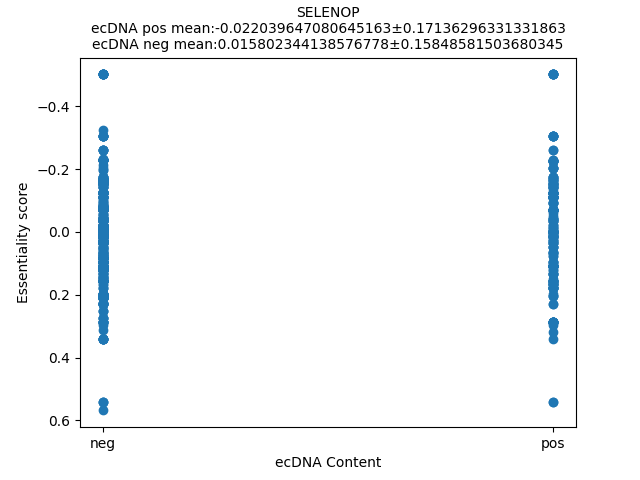 SELENOP
ecDNA pos mean:-0.022039647080645163±0.17136296331331863
ecDNA neg mean:0.015802344138576778±0.15848581503680345
−0.4
−0.2
0.0
0.2
0.4
0.6
Essentiality score
neg
pos
ecDNA Content